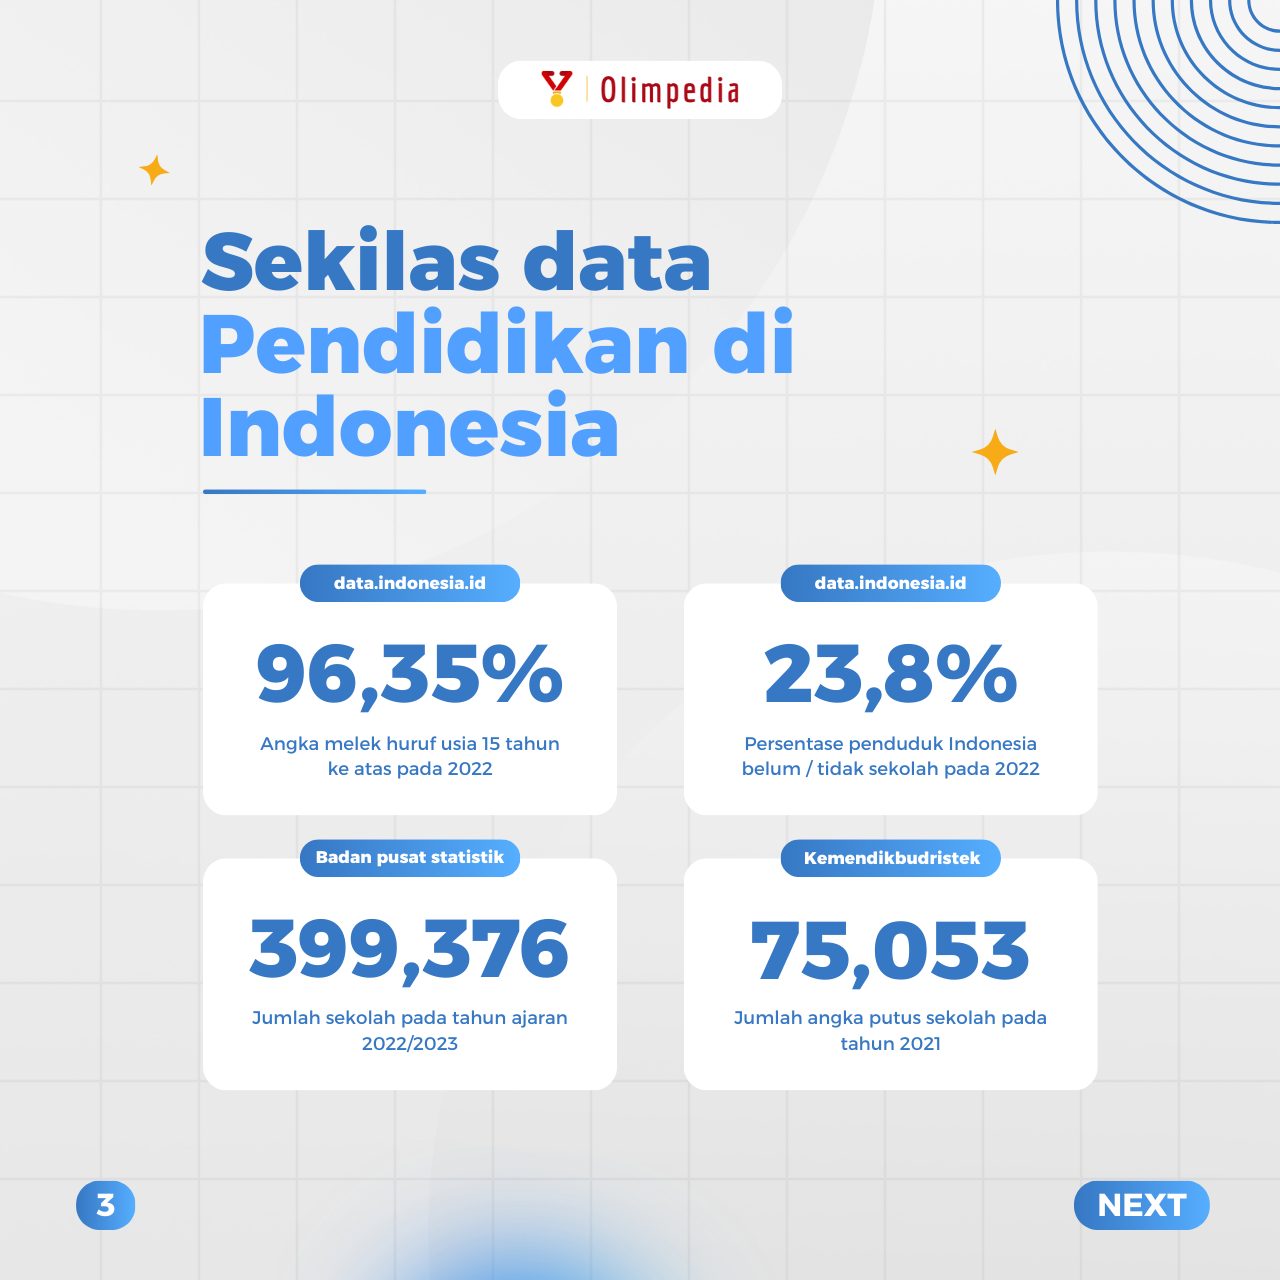 Olimpedia
Sekilas data
Pendidikan di
Indonesia
data.indonesia.id
96,35%
Angka melek huruf usia 15 tahun
ke atas pada 2022
data.indonesia.id
23,8%
Persentase penduduk Indonesia
belum / tidak sekolah pada 2022
Badan pusat statistik
399,376
Jumlah sekolah pada tahun ajaran
2022/2023
Kemendikbudristek
75,053
Jumlah angka putus sekolah pada
tahun 2021
3
NEXT